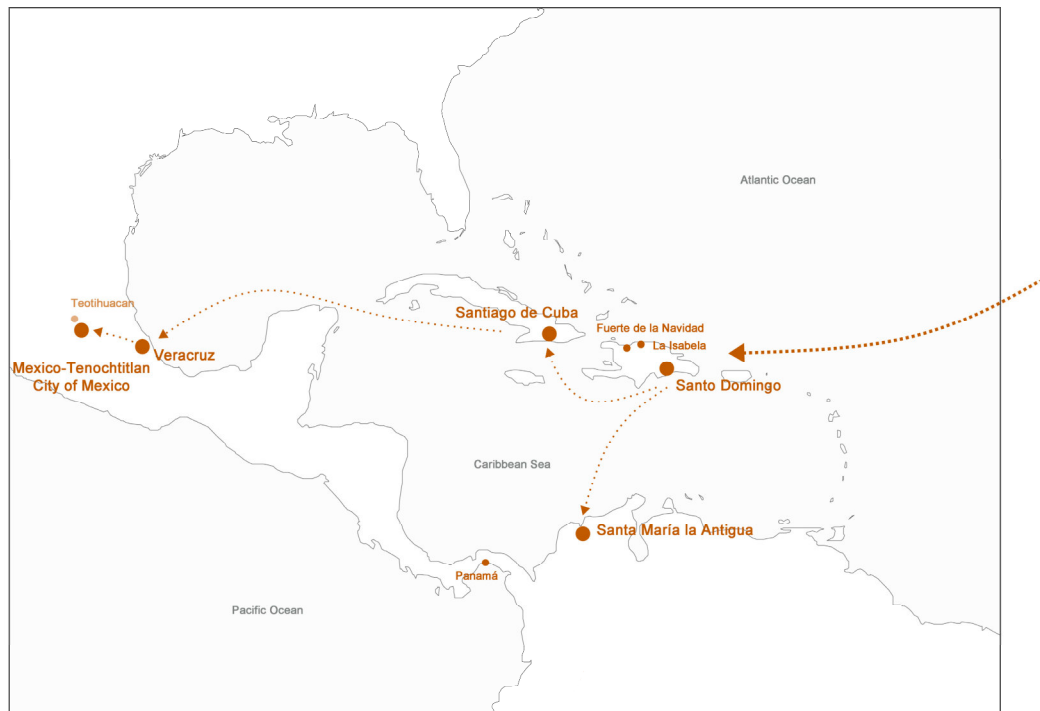 Atlantic Ocean
Teotihuacan
Santiago de Cuba
Fuerte de la Navidad
La Isabela
Veracruz
Mexico-Tenochtitlan
City of Mexico
Santo Domingo
Caribbean Sea
Santa María la Antigua
Panamá
Pacific Ocean